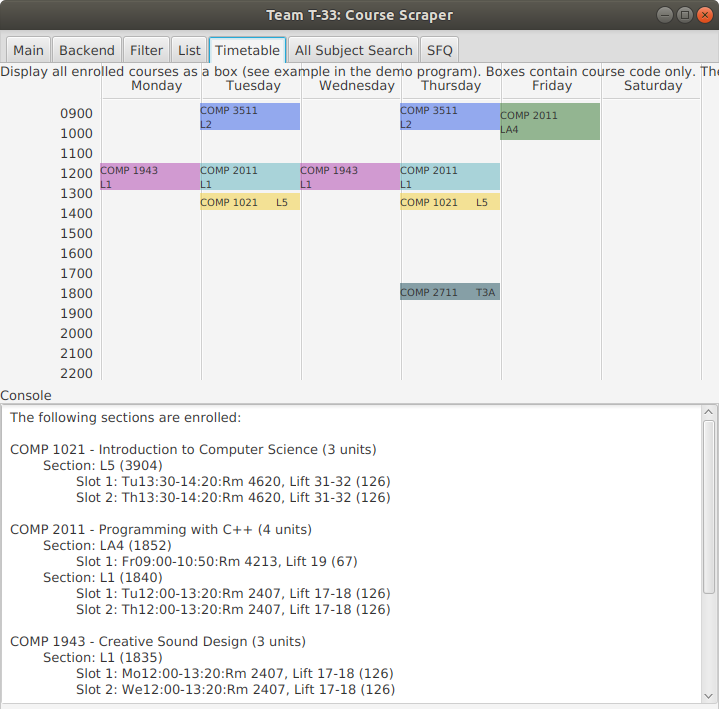 Team T-33: Course Scraper
Main Backend Filter List Timetable All Subject Search SFQ
Display all enrolled courses as a box (see example in the demo program). Boxes contain course code only. The
Monday Tuesday Wednesday Thursday Friday Saturday
0900
COMP 3511
L2
COMP 3511
L2
COMP 2011
LA4
1000
1100
1200
COMP 1943
L1
COMP 2011
L1
COMP 1943
L1
COMP 2011
L1
1300
COMP 1021 L5
COMP 1021 L5
1400
1500
1600
1700
1800
COMP 2711 T3A
1900
2000
2100
2200
Console
The following sections are enrolled:
COMP 1021 - Introduction to Computer Science (3 units)
Section: L5 (3904)
Slot 1: Tu13:30-14:20:Rm 4620, Lift 31-32 (126)
Slot 2: Th13:30-14:20:Rm 4620, Lift 31-32 (126)
COMP 2011 - Programming with C++ (4 units)
Section: LA4 (1852)
Slot 1: Fr09:00-10:50:Rm 4213, Lift 19 (67)
Section: L1 (1840)
Slot 1: Tu12:00-13:20:Rm 2407, Lift 17-18 (126)
Slot 2: Th12:00-13:20:Rm 2407, Lift 17-18 (126)
COMP 1943 - Creative Sound Design (3 units)
Section: L1 (1835)
Slot 1: Mo12:00-13:20:Rm 2407, Lift 17-18 (126)
Slot 2: We12:00-13:20:Rm 2407, Lift 17-18 (126)